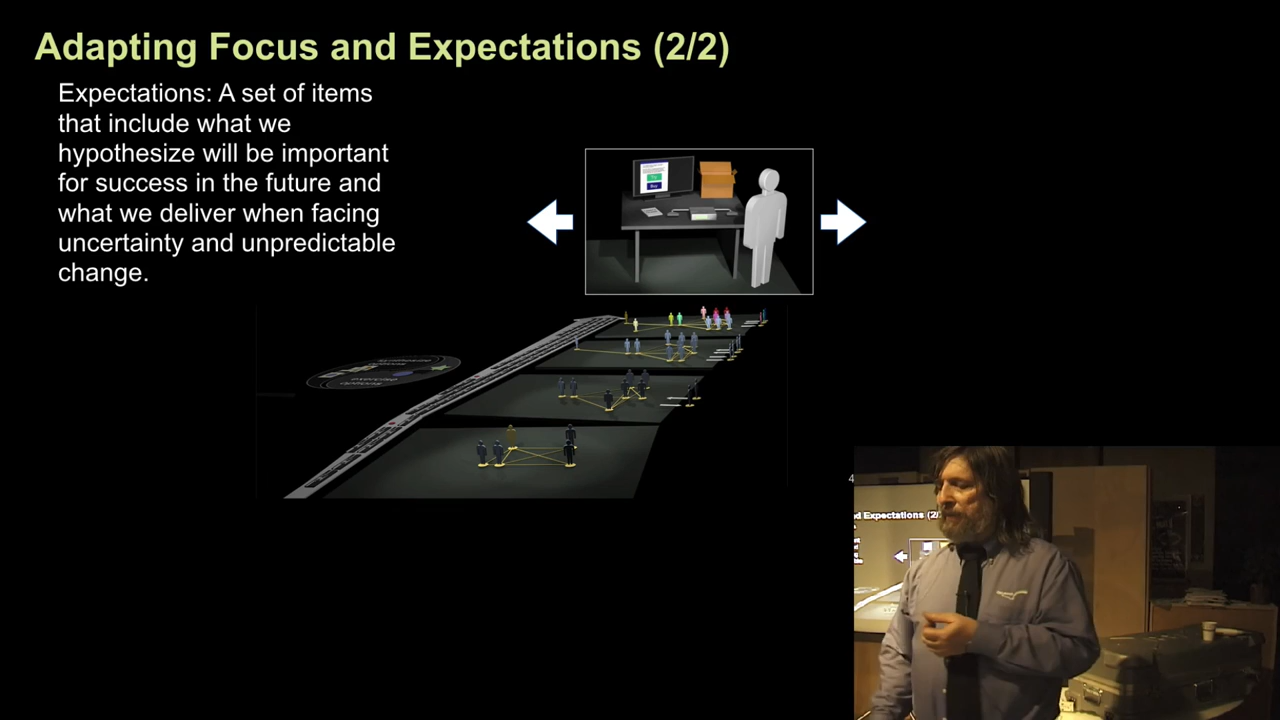 Adapting Focus and Expectations (2/2)
Expectations: A set of items
that include what we
hypothesize will be important
for success in the future and
what we deliver when facing
uncertainty and unpredictable
change.
4
d Expectations (2/